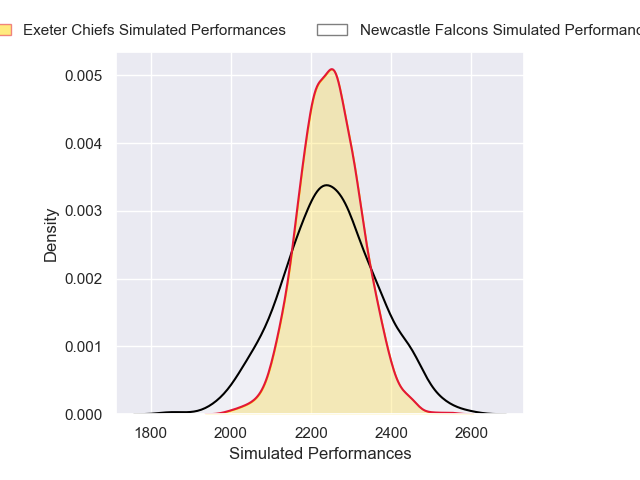 Exeter Chiefs Simulated Performances
Newcastle Falcons Simulated
0.005
0.004
0.003
0.002
0.001
0.000
Density
1800
2000
2200
2400
2600
Simulated Performances